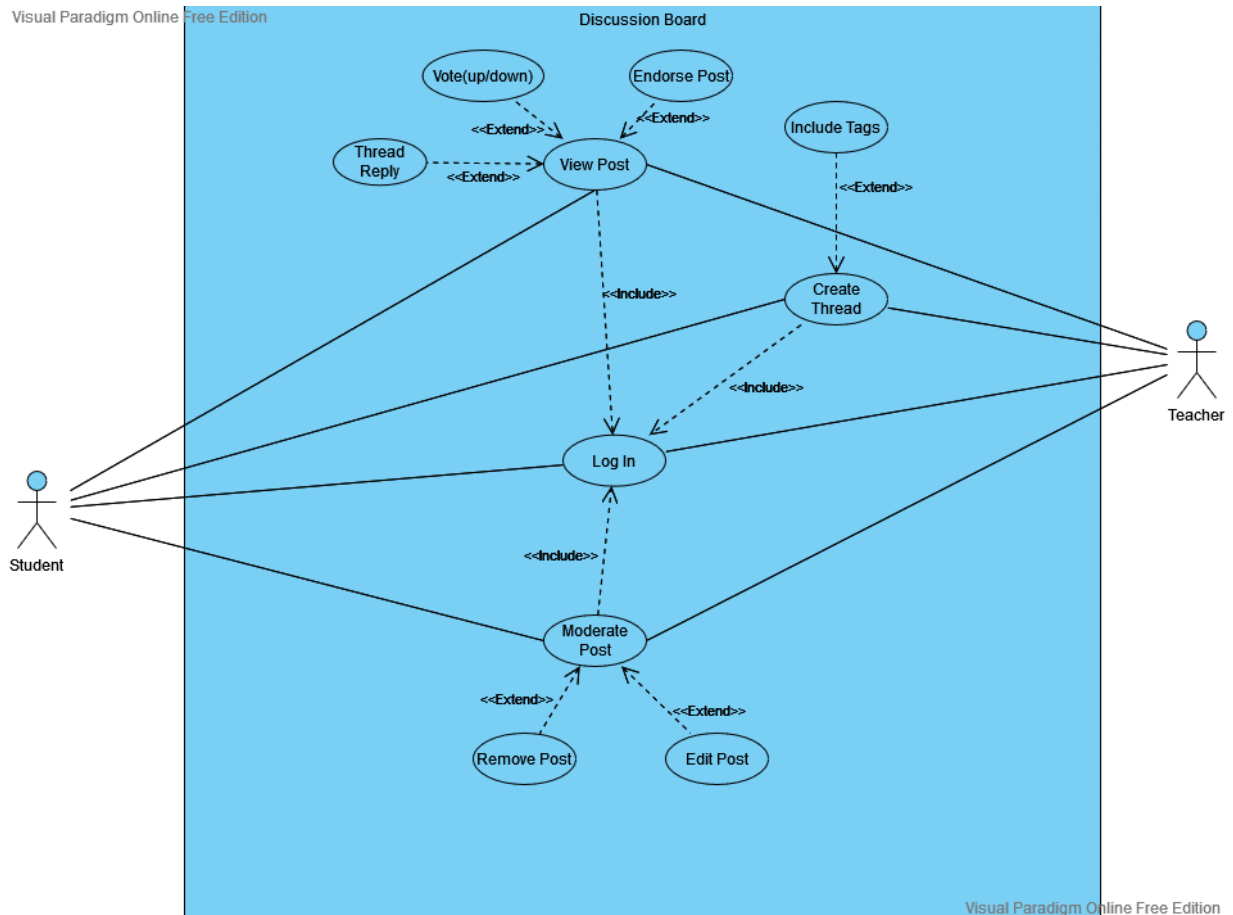 Visual Paradigm Online Free Edition
Discussion Board
Vote(up/down)
Endorse Post
<<Extend>>
<<Extend>>
Include Tags
Thread
Reply
<<Extend>>
View Post
<<Extend>>
<<Include>>
Create
Thread
<<Include>>
Teacher
Log In
Student
<<Include>>
Moderate
Post
<<Extend>>
<<Extend>>
Remove Post
Edit Post
Visual Paradigm Online Free Edition